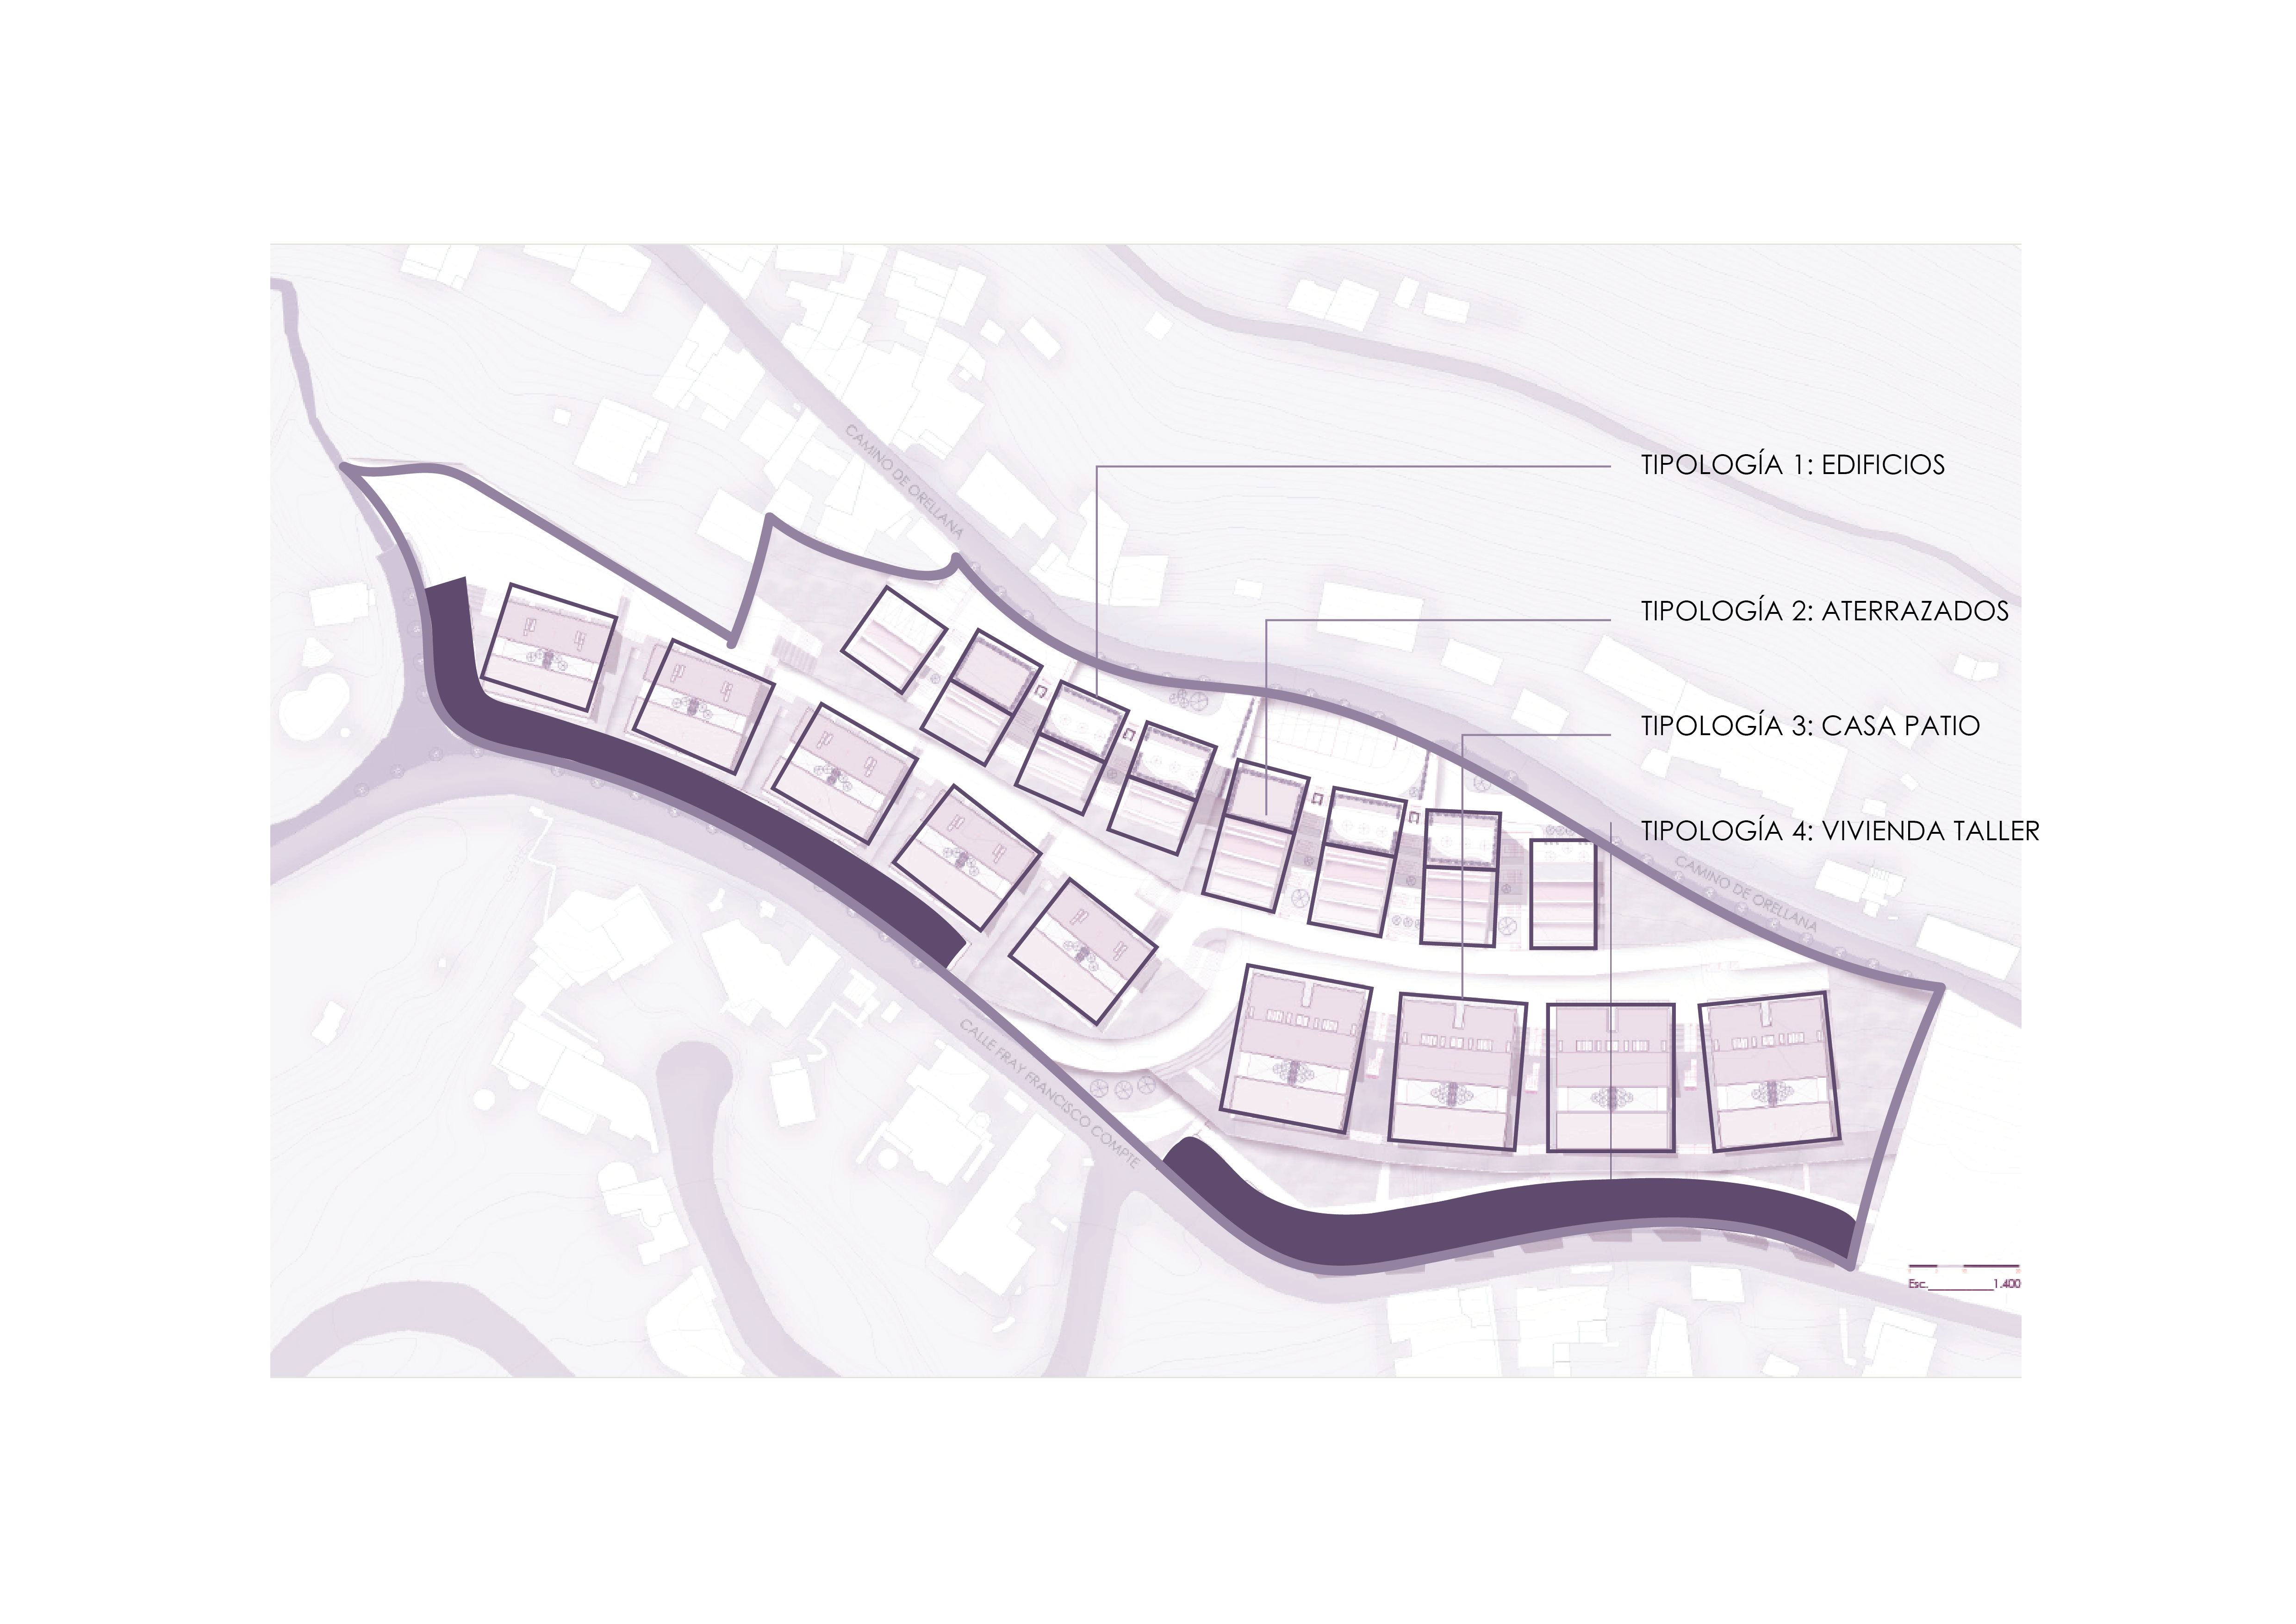 CAMINO DE ORELLANA
TIPOLOGÍA 1: EDIFICIOS
TIPOLOGÍA 2: ATERRAZADOS
TIPOLOGÍA 3: CASA PATIO
TIPOLOGÍA 4: VIVIENDA TALLER
CAMINO DE ORELLANA
CALLE FRAY FRANCISCO COMPTE
Esc.__________1.400